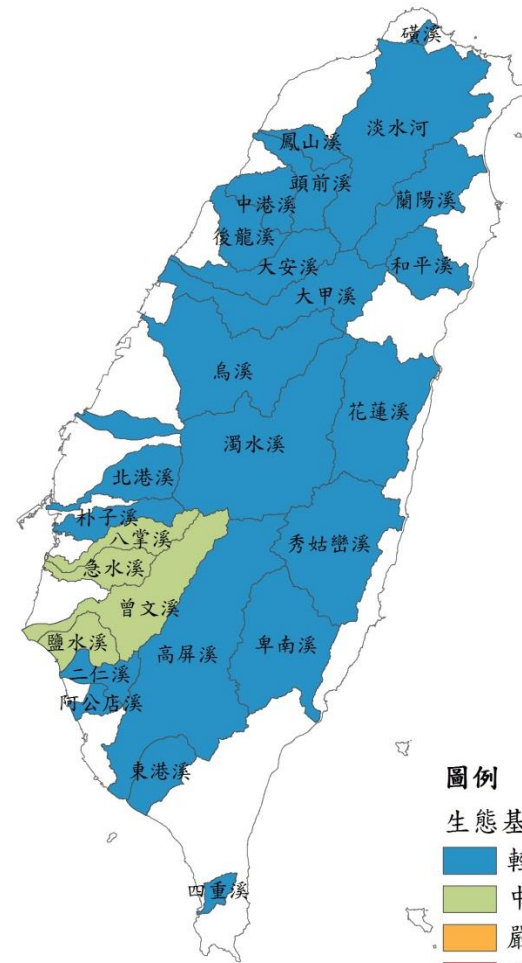 磺溪
淡水河
鳳山溪
頭前溪
蘭陽溪
中港溪
後龍溪
和平溪
大安溪
大甲溪
烏溪
花蓮溪
濁水溪
北港溪
朴子溪
八掌溪
秀姑巒溪
急水溪
曾文溪
鹽水溪
高屏溪
卑南溪
二仁溪
阿公店溪
東港溪
四重溪
圖例
生態基
輕
中
嚴